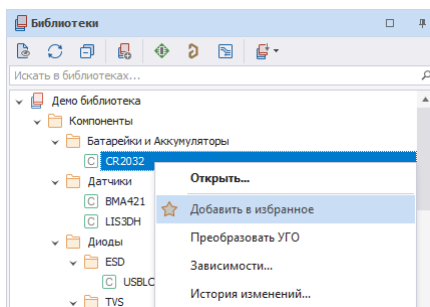 Библиотеки
Искать в библиотеках...
Демо библиотека
Компоненты
Батарейки и Аккумуляторы
CR2032
Открыть...
Датчики
BMA421
Добавить в избранное
LIS3DH
Преобразовать УГО
Диоды
ESD
Зависимости...
USBLC
История изменений...
TVS